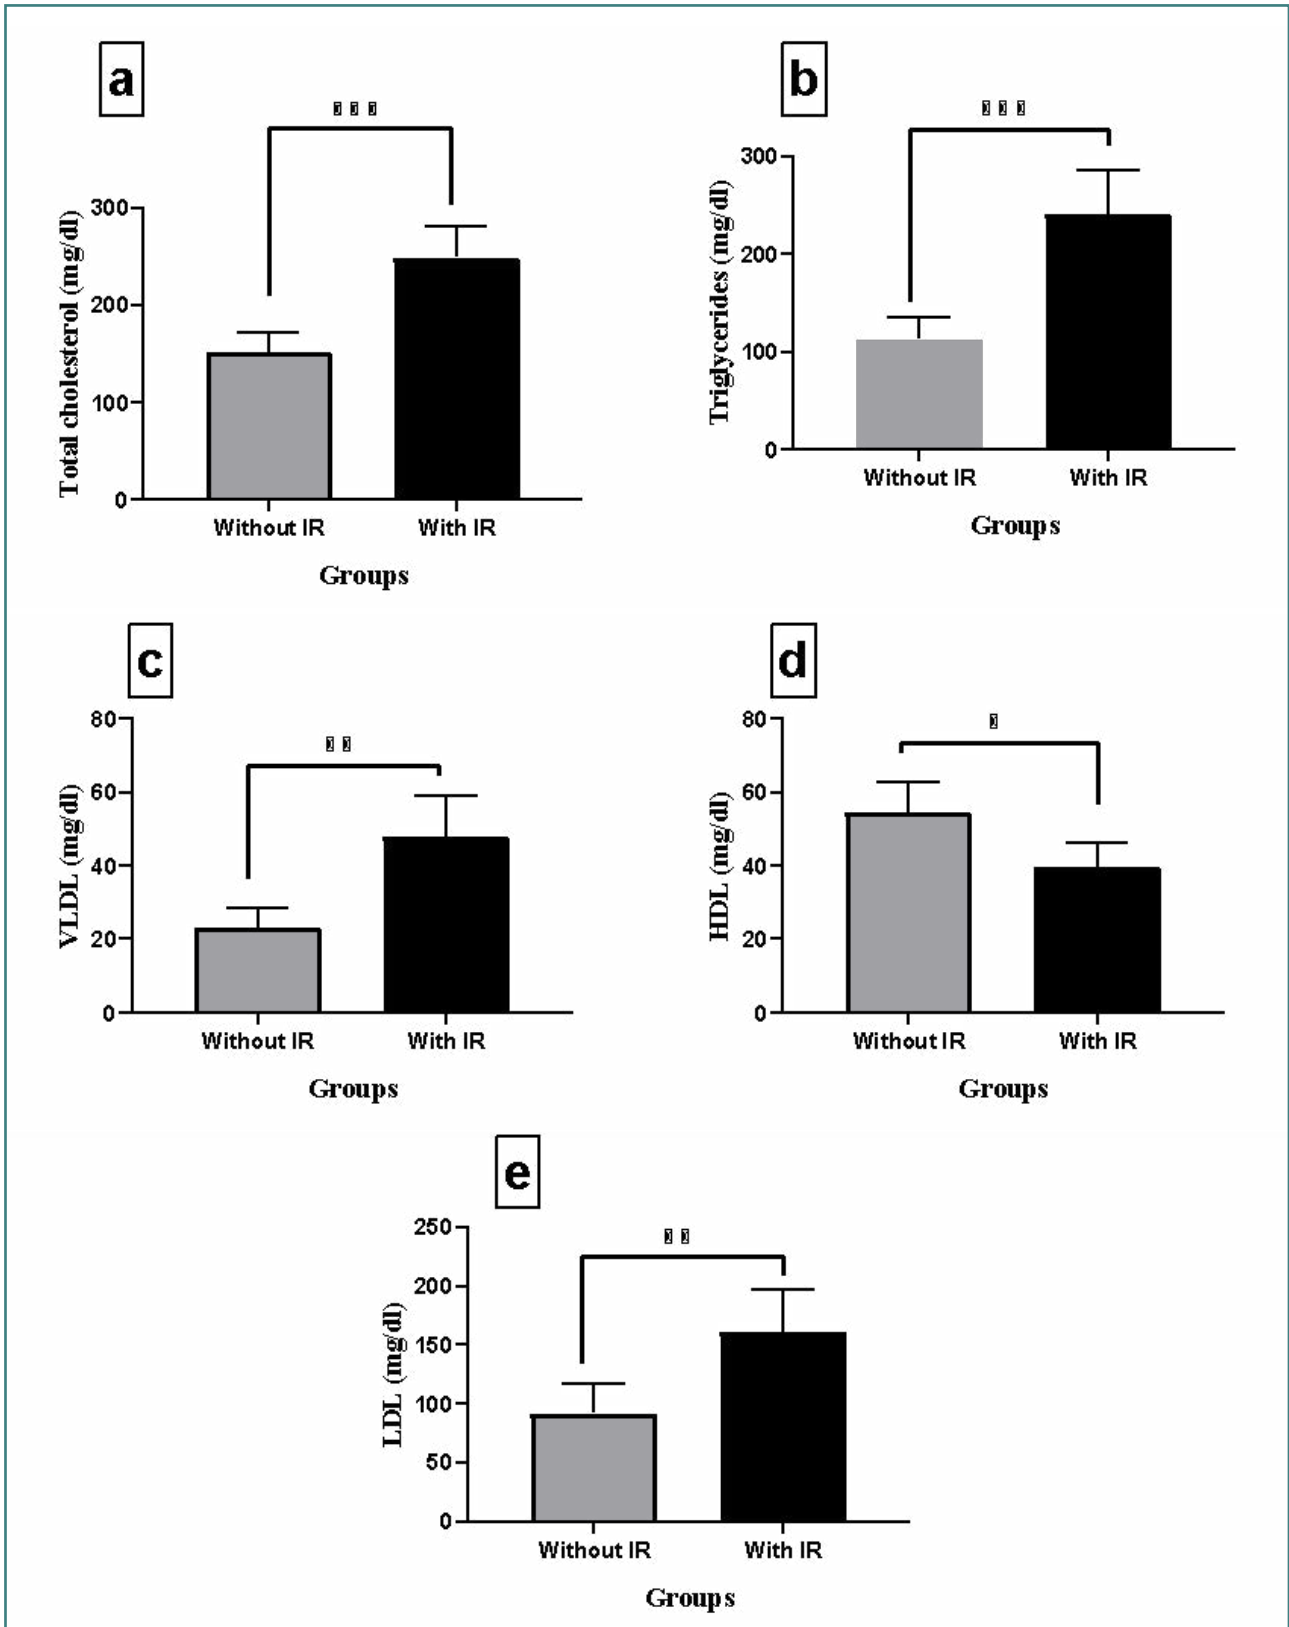 a
Total cholesterol (mg/dl)
300
200
100
0
Without IR With IR
Groups
b
Triglycerides (mg/dl)
300
200
100
0
Without IR With IR
Groups
c
VLDL (mg/dl)
80
60
40
20
0
Without IR With IR
Groups
d
HDL (mg/dl)
80
60
40
20
0
Without IR With IR
Groups
e
LDL (mg/dl)
250
200
150
100
50
0
Without IR With IR
Groups